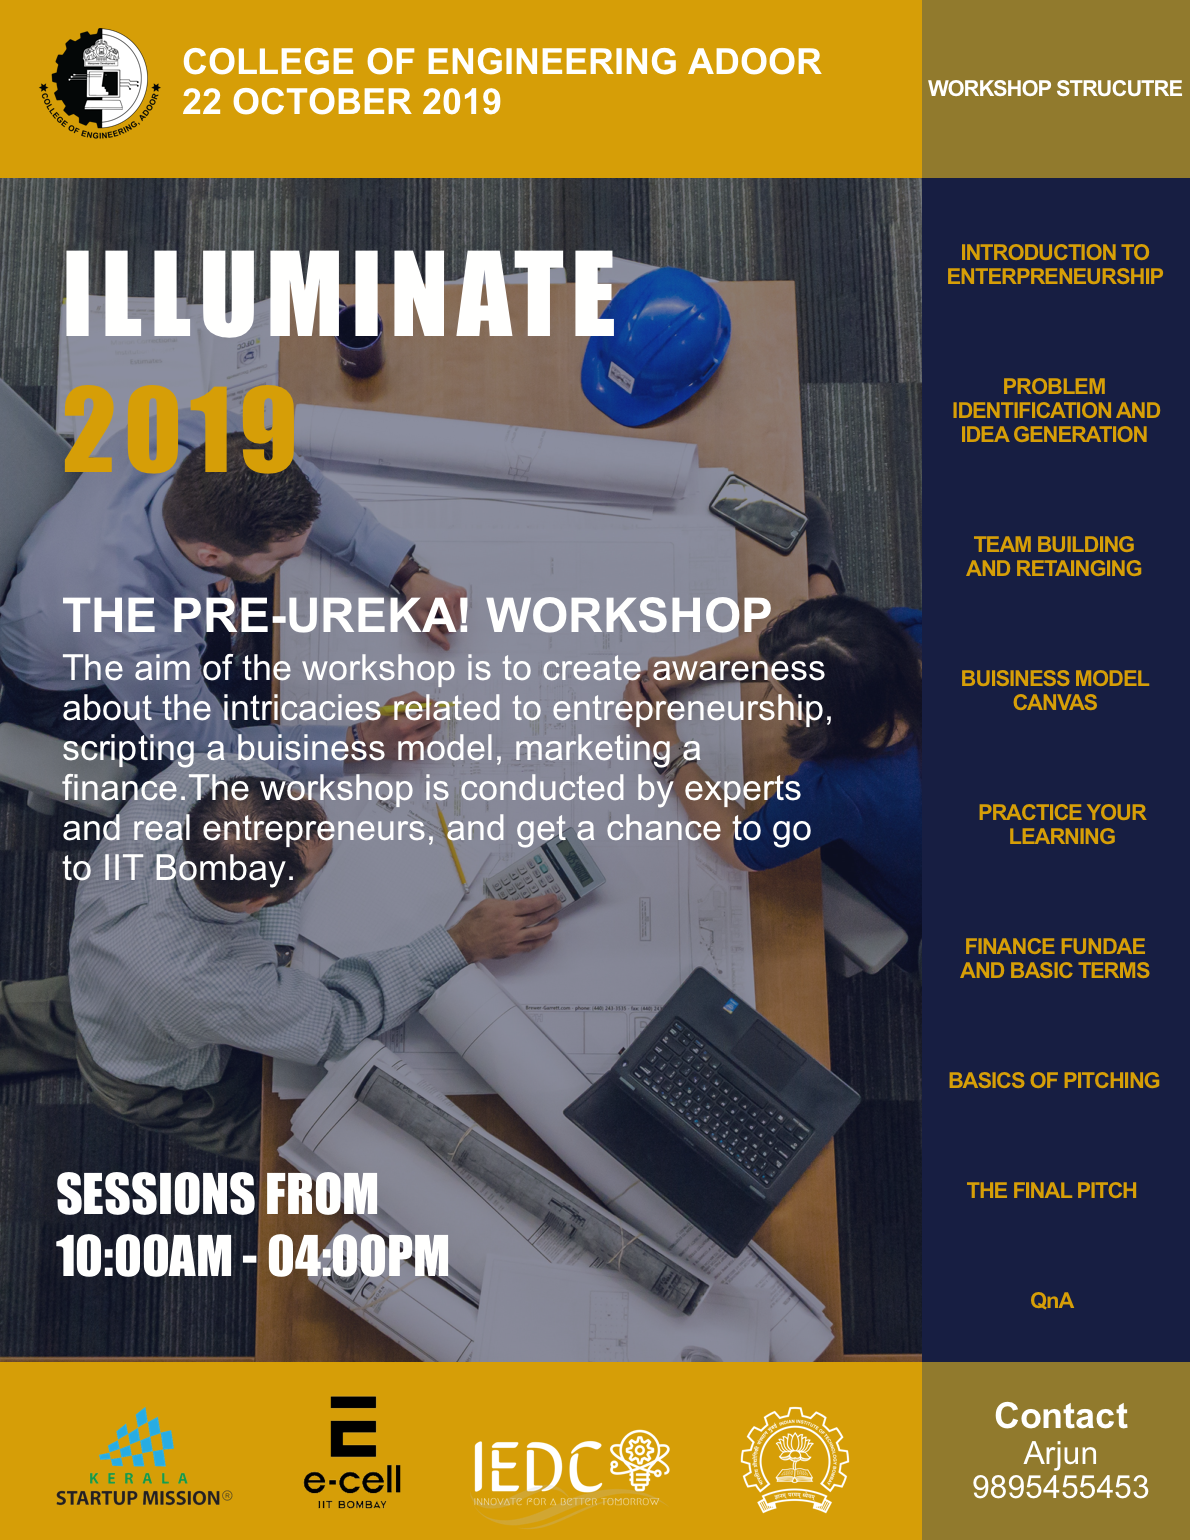 COLLEGE OF ENGINEERING ADOOR
22 OCTOBER 2019
COLLEGE OF ENGINEERING, ADOOR
WORKSHOP STRUCUTRE
ILLUMINATE
2019
THE PRE-UREKA! WORKSHOP
The aim of the workshop is to create awareness
about the intricacies related to entrepreneurship,
scripting a buisiness model, marketing a
finance.The workshop is conducted by experts
and real entrepreneurs, and get a chance to go
to IIT Bombay.
SESSIONS FROM
10:00AM - 04:00PM
INTRODUCTION TO
ENTERPRENEURSHIP
PROBLEM
IDENTIFICATION AND
IDEA GENERATION
TEAM BUILDING
AND RETAINGING
BUISINESS MODEL
CANVAS
PRACTICE YOUR
LEARNING
FINANCE FUNDAE
AND BASIC TERMS
BASICS OF PITCHING
THE FINAL PITCH
QnA
KERALA
STARTUP MISSION®
e-cell
IIT BOMBAY
IEDC
INNOVATE FOR A BETTER TOMORROW
Contact
Arjun
9895455453